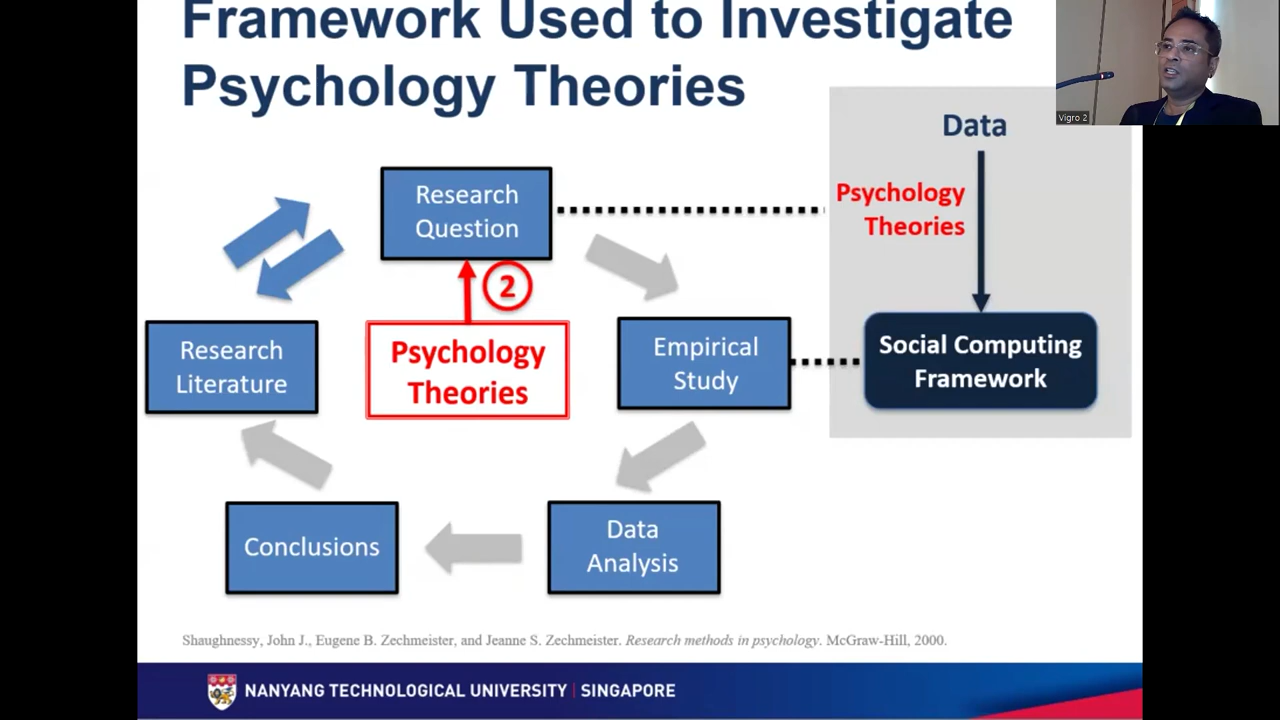 Framework Used to Investigate
Psychology Theories
Vigro 2
Data
Psychology
Theories
Research
Question
2
Research
Literature
Psychology
Theories
Empirical
Study
Social Computing
Framework
Conclusions
Data
Analysis
Shaughnessy, John J., Eugene B. Zechmeister, and Jeanne S. Zechmeister. Research methods in psychology. McGraw-Hill, 2000.
NANYANG TECHNOLOGICAL UNIVERSITY | SINGAPORE